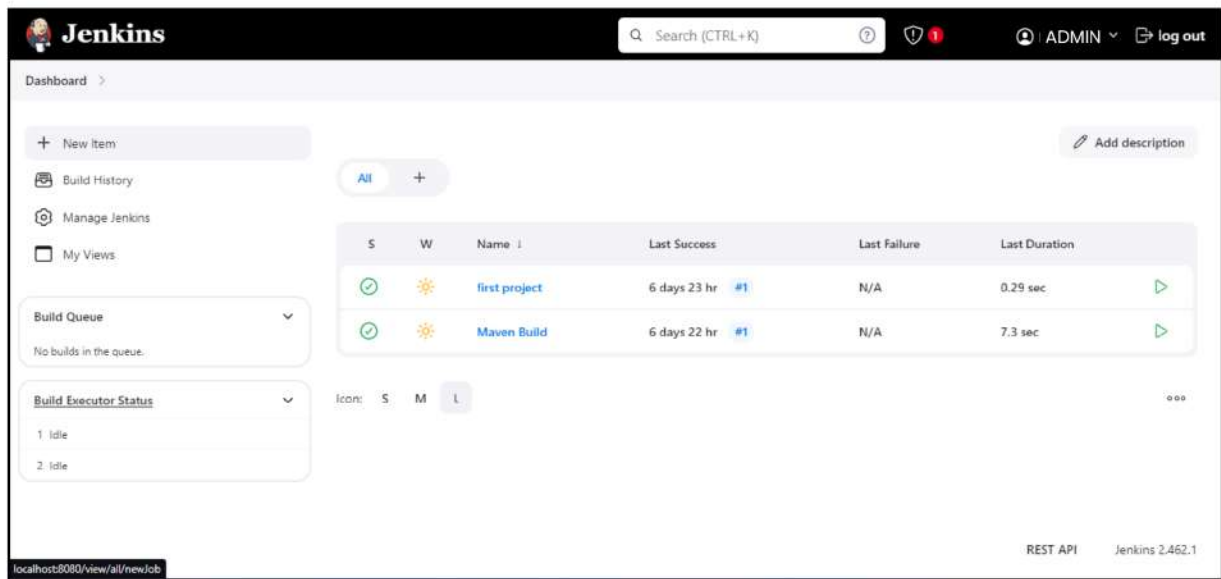 Jenkins
Search (CTRL+K)
?
1
ADMIN
log out
Dashboard
New Item
Add description
Build History
All +
Manage Jenkins
My Views
S W Name ↓ Last Success Last Failure Last Duration
first project 6 days 23 hr #1 N/A 0.29 sec
Maven Build 6 days 22 hr #1 N/A 7.3 sec
Build Queue
No builds in the queue.
Build Executor Status
1 Idle
2 Idle
Icon: S M L
REST API Jenkins 2.462.1
localhost:8080/view/all/newJob